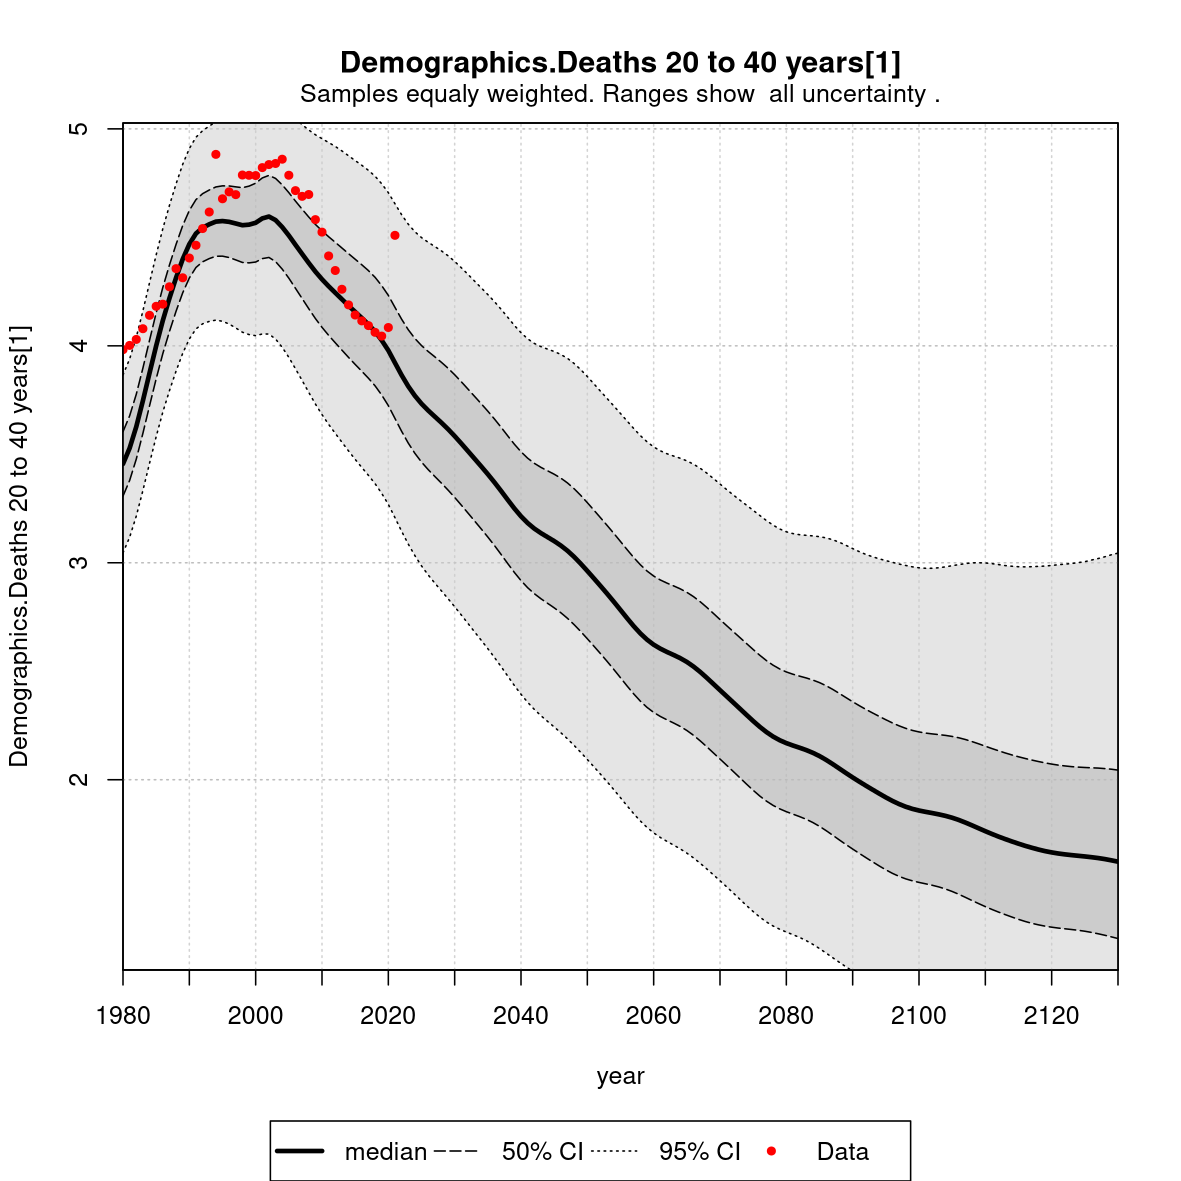 Demographics.Deaths 20 to 40 years[1]
Samples equaly weighted. Ranges show  all uncertainty .
Demographics.Deaths 20 to 40 years[1]
5
4
3
2
1980 2000 2020 2040 2060 2080 2100 2120
year
median 50% CI 95% CI Data